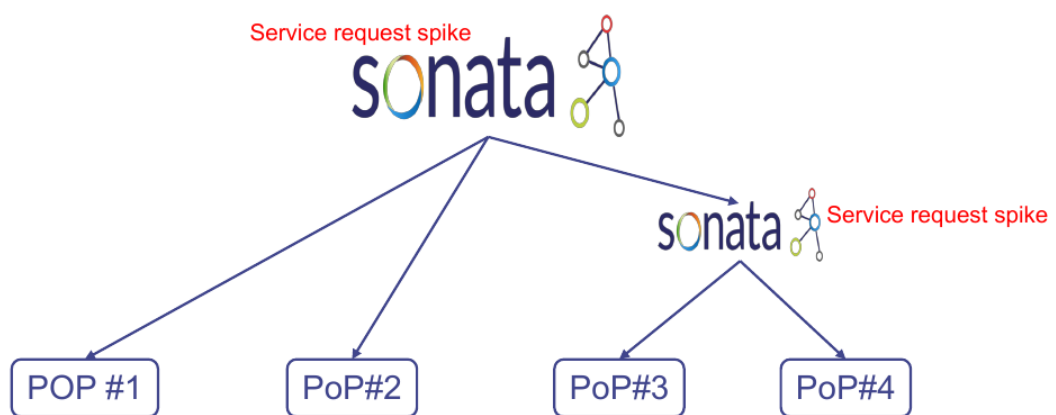 Service request spike
sonata
sonata
Service request spike
POP #1
PoP#2
PoP#3
PoP#4